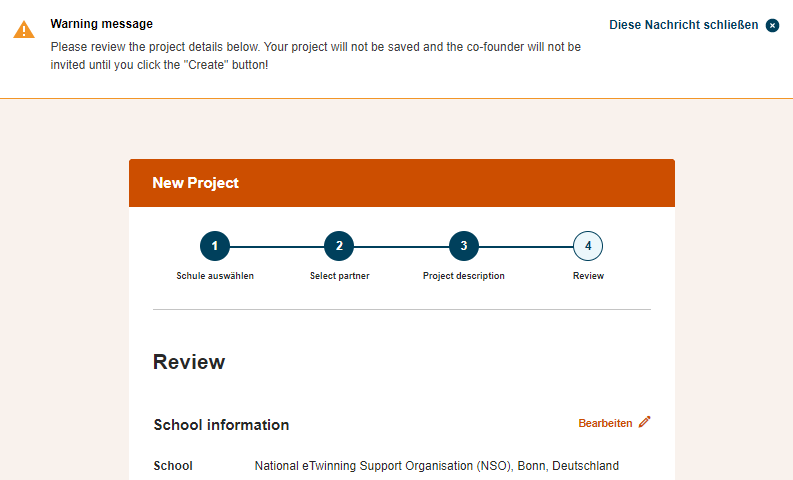 Warning message
Diese Nachricht schließen
Please review the project details below. Your project will not be saved and the co-founder will not be
invited until you click the "Create" button!
New Project
1 2 3 4
Schule auswählen Select partner Project description Review
Review
School information Bearbeiten
School National eTwinning Support Organisation (NSO), Bonn, Deutschland